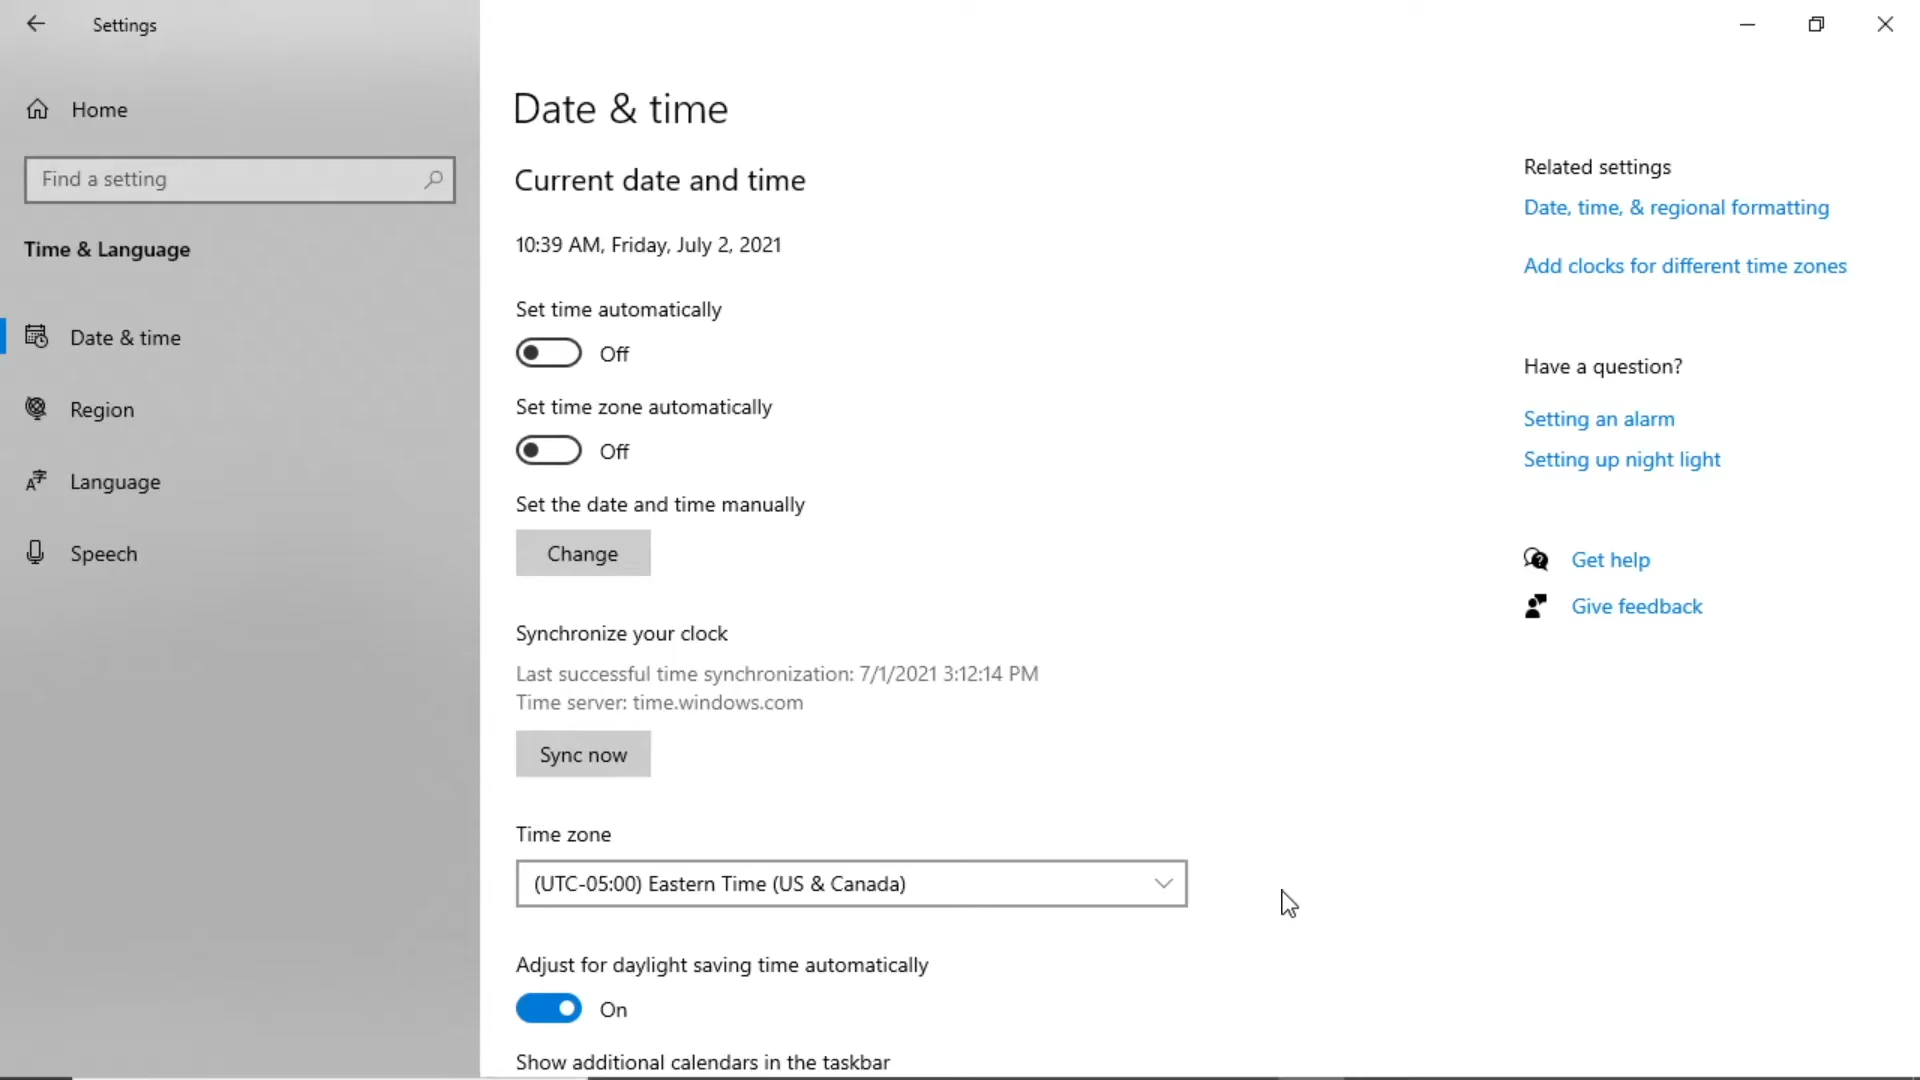 Settings
Home
Find a setting
Time & Language
Date & time
Region
Language
Speech
Date & time
Current date and time
10:39 AM, Friday, July 2, 2021
Set time automatically
Off
Set time zone automatically
Off
Set the date and time manually
Change
Synchronize your clock
Last successful time synchronization: 7/1/2021 3:12:14 PM
Time server: time.windows.com
Sync now
Time zone
(UTC-05:00) Eastern Time (US & Canada)
Adjust for daylight saving time automatically
On
Show additional calendars in the taskbar
Related settings
Date, time, & regional formatting
Add clocks for different time zones
Have a question?
Setting an alarm
Setting up night light
Get help
Give feedback